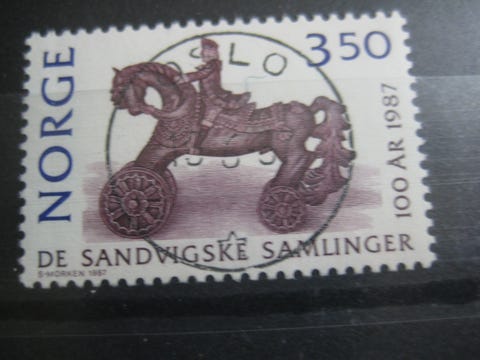 NORGE
3 50
OSLO
100 ÅR 1987
DE SANDVIGSKE SAMLINGER
S·MORKEN 1987